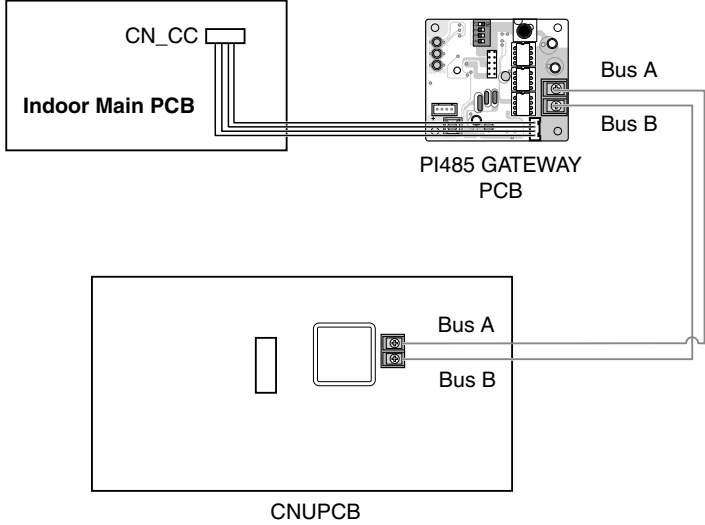 CN_CC
Indoor Main PCB
Bus A
Bus B
PI485 GATEWAY
PCB
Bus A
Bus B
CNUPCB